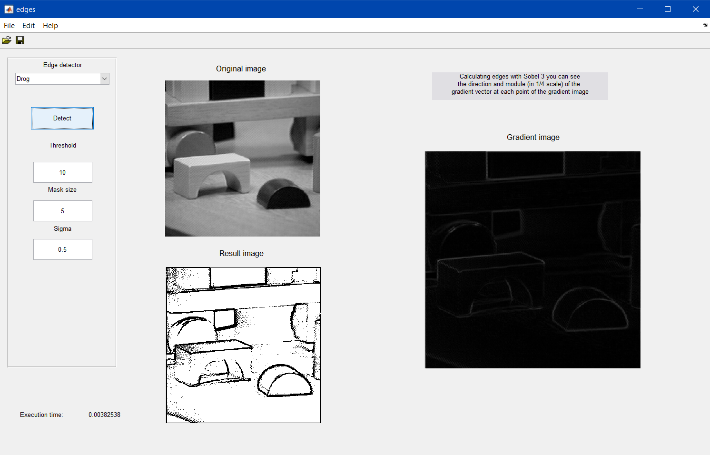 edges
File Edit Help
Edge detector
Drog
Detect
Threshold
10
Mask size
5
Sigma
0.5
Execution time: 0.00382538
Original image
Result image
Calculating edges with Sobel 3 you can see
the direction and module (in 1/4 scale) of the
gradient vector at each point of the gradient image
Gradient image